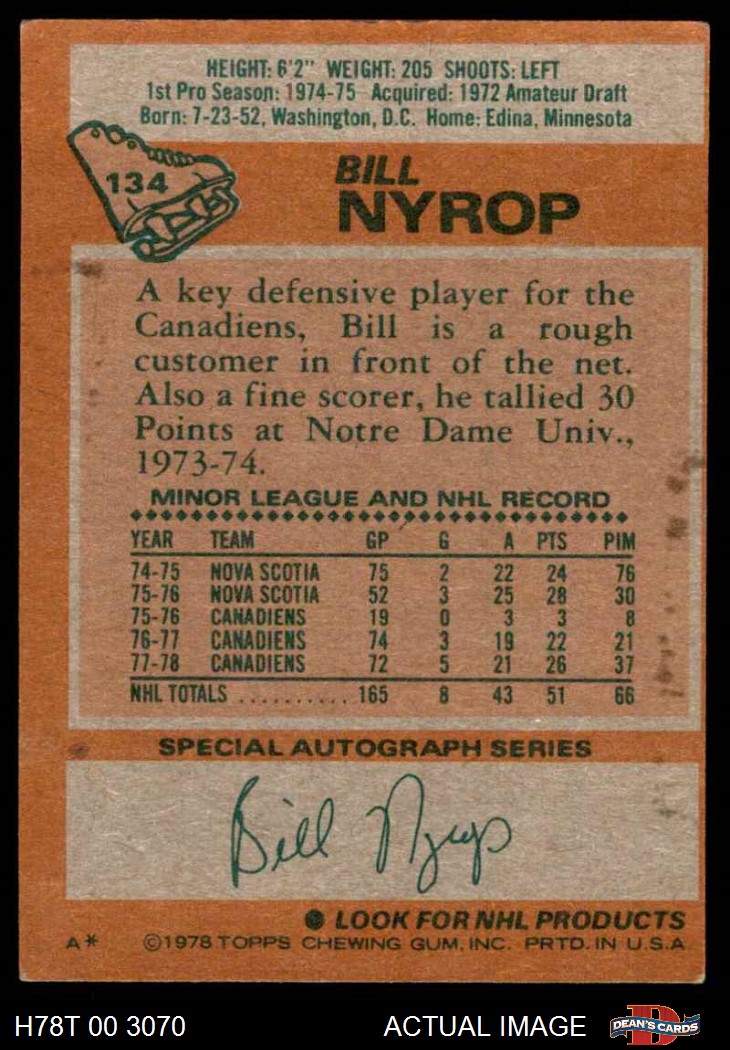 HEIGHT: 6'2" WEIGHT: 205 SHOOTS: LEFT
1st Pro Season: 1974-75 Acquired: 1972 Amateur Draft
Born: 7-23-52, Washington, D.C. Home: Edina, Minnesota
134
BILL
NYROP
A key defensive player for the
Canadiens, Bill is a rough
customer in front of the net.
Also a fine scorer, he tallied 30
Points at Notre Dame Univ.,
1973-74.
MINOR LEAGUE AND NHL RECORD
YEAR TEAM GP G A PTS PIM
74-75 NOVA SCOTIA 75 2 22 24 76
75-76 NOVA SCOTIA 52 3 25 28 30
75-76 CANADIENS 19 0 3 3 8
76-77 CANADIENS 74 3 19 22 21
77-78 CANADIENS 72 5 21 26 37
NHL TOTALS .......... 165 8 43 51 66
SPECIAL AUTOGRAPH SERIES
Bill Nyrop
LOOK FOR NHL PRODUCTS
A* ©1978 TOPPS CHEWING GUM, INC. PRTD. IN U.S.A.
H78T 00 3070 ACTUAL IMAGE DEAN'S CARDS